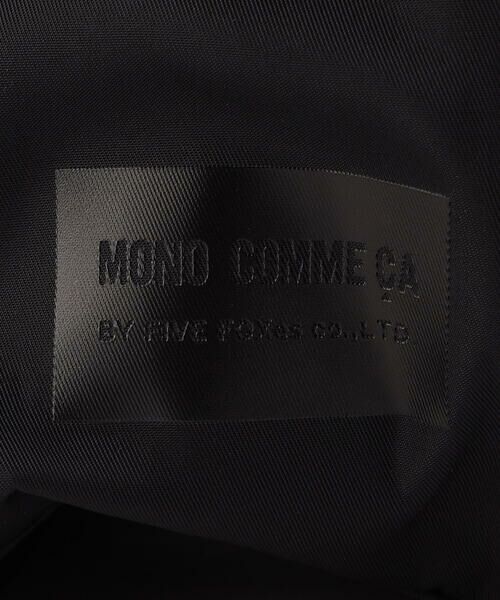 MONO COMME ÇA
BY FIVE FOXes co.,LTD